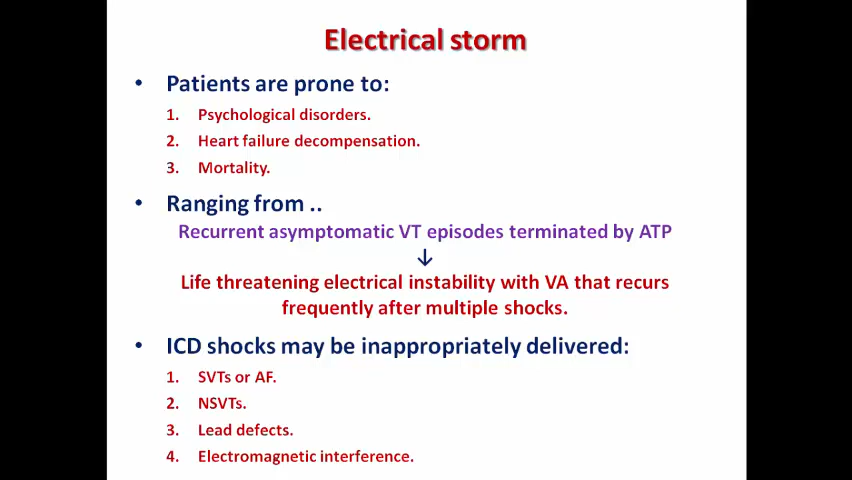 Electrical storm
• Patients are prone to:
1. Psychological disorders.
2. Heart failure decompensation.
3. Mortality.
• Ranging from ..
Recurrent asymptomatic VT episodes terminated by ATP
↓
Life threatening electrical instability with VA that recurs
frequently after multiple shocks.
• ICD shocks may be inappropriately delivered:
1. SVTs or AF.
2. NSVTs.
3. Lead defects.
4. Electromagnetic interference.